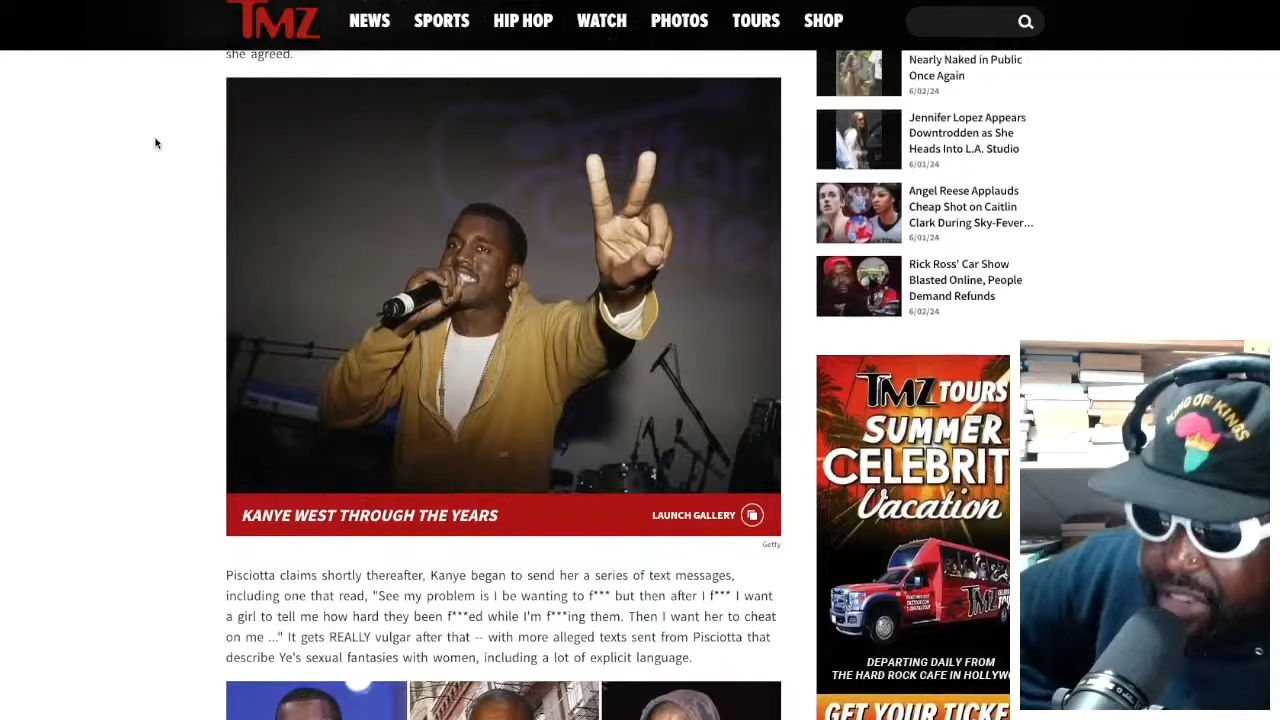 TMZ
NEWS SPORTS HIP HOP WATCH PHOTOS TOURS SHOP
she agreed.
KANYE WEST THROUGH THE YEARS
LAUNCH GALLERY
Getty
Pisciotta claims shortly thereafter, Kanye began to send her a series of text messages,
including one that read, "See my problem is I be wanting to f*** but then after I f*** I want
a girl to tell me how hard they been f***ed while I'm f***ing them. Then I want her to cheat
on me ..." It gets REALLY vulgar after that -- with more alleged texts sent from Pisciotta that
describe Ye's sexual fantasies with women, including a lot of explicit language.
Nearly Naked in Public
Once Again
6/02/24
Jennifer Lopez Appears
Downtrodden as She
Heads Into L.A. Studio
6/01/24
Angel Reese Applauds
Cheap Shot on Caitlin
Clark During Sky-Fever...
6/01/24
Rick Ross' Car Show
Blasted Online, People
Demand Refunds
6/02/24
TMZ TOURS
SUMMER
CELEBRIT
Vacation
TMZ
DEPARTING DAILY FROM
THE HARD ROCK CAFE IN HOLLYW
GET YOUR TICKE
KING OF KINGS